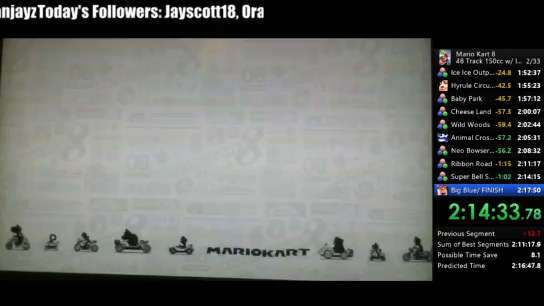 njayzToday's Followers: Jayscott18, Ora
Mario Kart 8
48 Track 150cc w/ I... 2/33
Ice Ice Outp... -24.8 1:52:37
Hyrule Circu... -42.5 1:55:23
Baby Park -45.7 1:57:12
Cheese Land -57.3 2:00:07
Wild Woods -59.4 2:02:44
Animal Cros... -57.2 2:05:31
Neo Bowser... -56.2 2:08:32
Ribbon Road -1:15 2:11:17
Super Bell S... -1:02 2:14:15
Big Blue/ FINISH 2:17:50
2:14:33.78
Previous Segment +12.7
Sum of Best Segments 2:11:17.9
Possible Time Save 8.1
Predicted Time 2:16:47.8
MARIOKART